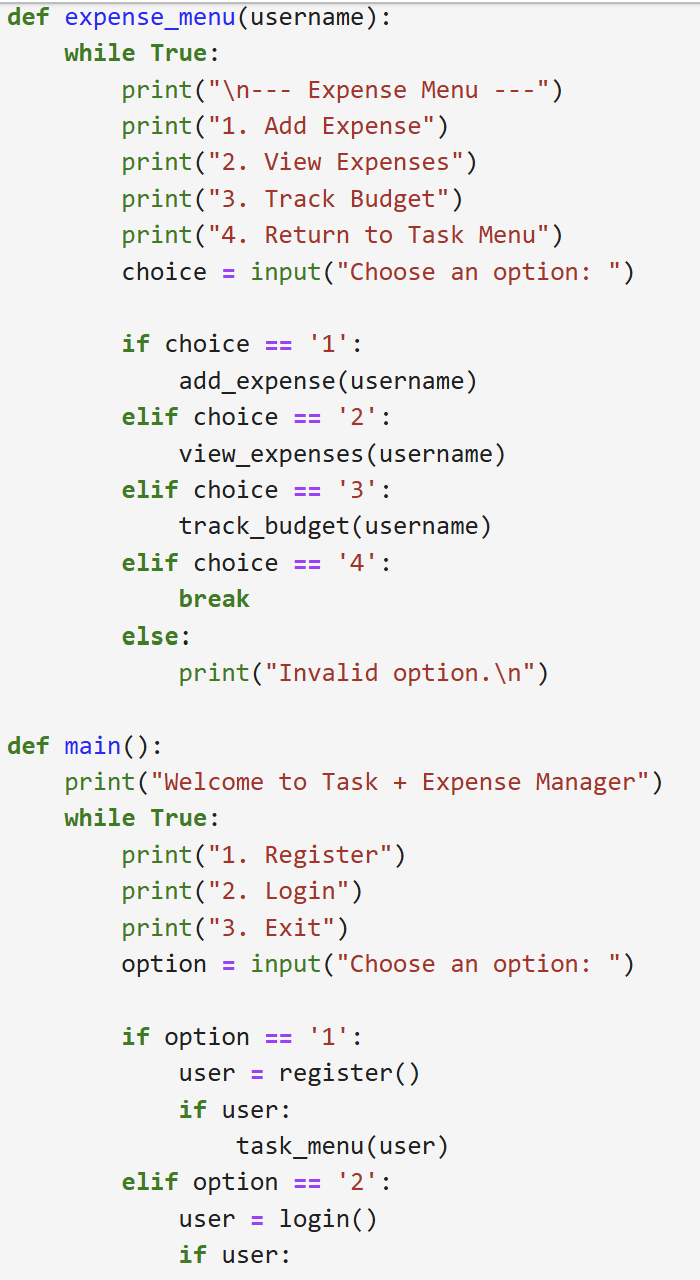 def expense_menu(username):
    while True:
        print("\n--- Expense Menu ---")
        print("1. Add Expense")
        print("2. View Expenses")
        print("3. Track Budget")
        print("4. Return to Task Menu")
        choice = input("Choose an option: ")

        if choice == '1':
            add_expense(username)
        elif choice == '2':
            view_expenses(username)
        elif choice == '3':
            track_budget(username)
        elif choice == '4':
            break
        else:
            print("Invalid option.\n")

def main():
    print("Welcome to Task + Expense Manager")
    while True:
        print("1. Register")
        print("2. Login")
        print("3. Exit")
        option = input("Choose an option: ")

        if option == '1':
            user = register()
            if user:
                task_menu(user)
        elif option == '2':
            user = login()
            if user: